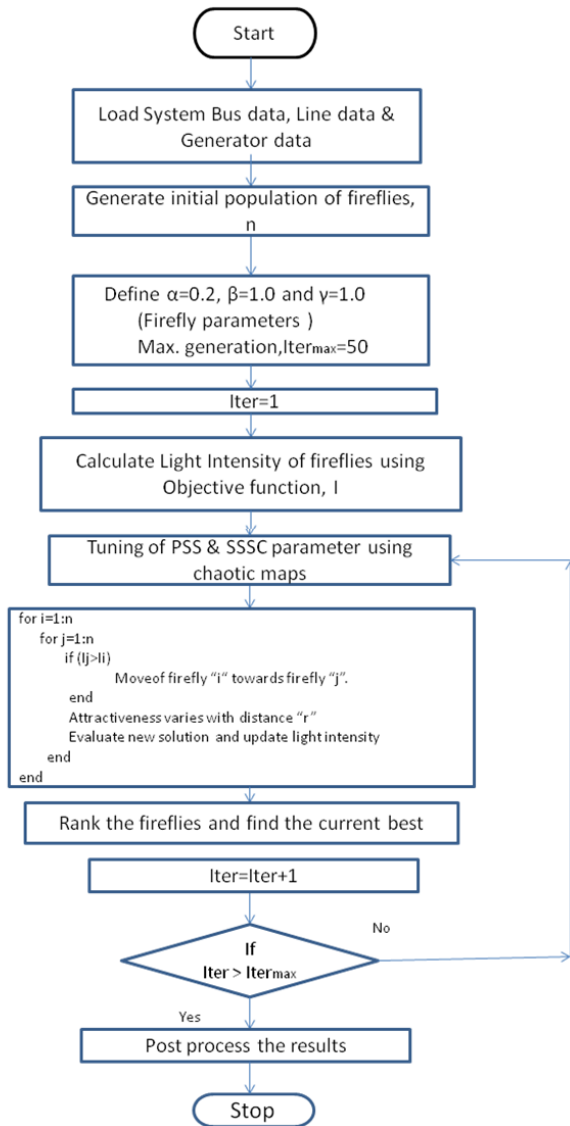 Start
Load System Bus data, Line data &
Generator data
Generate initial population of fireflies,
n
Define α=0.2, β=1.0 and γ=1.0
(Firefly parameters )
Max. generation,Itermax=50
Iter=1
Calculate Light Intensity of fireflies using
Objective function, I
Tuning of PSS & SSSC parameter using
chaotic maps
for i=1:n
for j=1:n
if (Ij>Ii)
Moveof firefly “i” towards firefly “j”.
end
Attractiveness varies with distance “r”
Evaluate new solution and update light intensity
end
end
Rank the fireflies and find the current best
Iter=Iter+1
No
If
Iter > Itermax
Yes
Post process the results
Stop